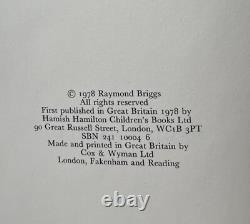 © 1978 Raymond Briggs
All rights reserved
First published in Great Britain 1978 by
Hamish Hamilton Children's Books Ltd
90 Great Russell Street, London, WC1B 3PT
SBN 241 10004 6
Made and printed in Great Britain by
Cox & Wyman Ltd
London, Fakenham and Reading